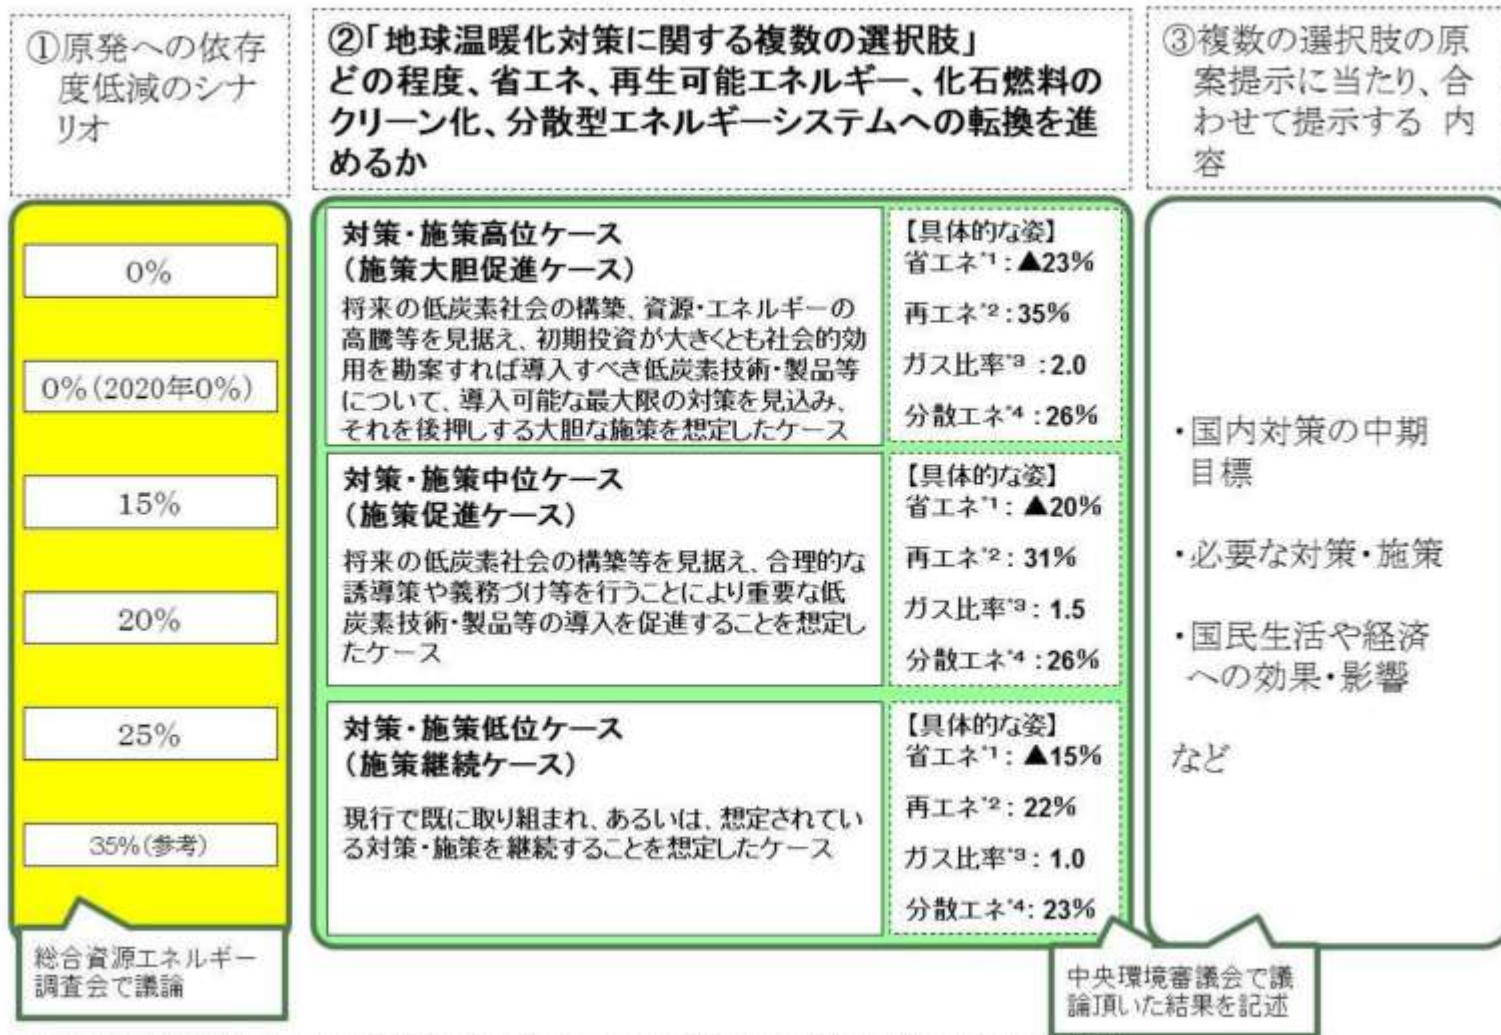 ①原発への依存
度低減のシナ
リオ
②「地球温暖化対策に関する複数の選択肢」
どの程度、省エネ、再生可能エネルギー、化石燃料の
クリーン化、分散型エネルギーシステムへの転換を進
めるか
③複数の選択肢の原
案提示に当たり、合
わせて提示する 内
容
0%
0%(2020年0%)
15%
20%
25%
35%(参考)
総合資源エネルギー
調査会で議論
対策・施策高位ケース
(施策大胆促進ケース)
将来の低炭素社会の構築、資源・エネルギーの
高騰等を見据え、初期投資が大きくとも社会的効
用を勘案すれば導入すべき低炭素技術・製品等
について、導入可能な最大限の対策を見込み、
それを後押しする大胆な施策を想定したケース
【具体的な姿】
省エネ*1:▲23%
再エネ*2:35%
ガス比率*3 :2.0
分散エネ*4 :26%
対策・施策中位ケース
(施策促進ケース)
将来の低炭素社会の構築等を見据え、合理的な
誘導策や義務づけ等を行うことにより重要な低
炭素技術・製品等の導入を促進することを想定し
たケース
【具体的な姿】
省エネ*1: ▲20%
再エネ*2: 31%
ガス比率*3: 1.5
分散エネ*4 : 26%
対策・施策低位ケース
(施策継続ケース)
現行で既に取り組まれ、あるいは、想定されてい
る対策・施策を継続することを想定したケース
【具体的な姿】
省エネ*1: ▲15%
再エネ*2: 22%
ガス比率*3: 1.0
分散エネ*4: 23%
中央環境審議会で議
論頂いた結果を記述
・国内対策の中期
目標
・必要な対策・施策
・国民生活や経済
への効果・影響
など